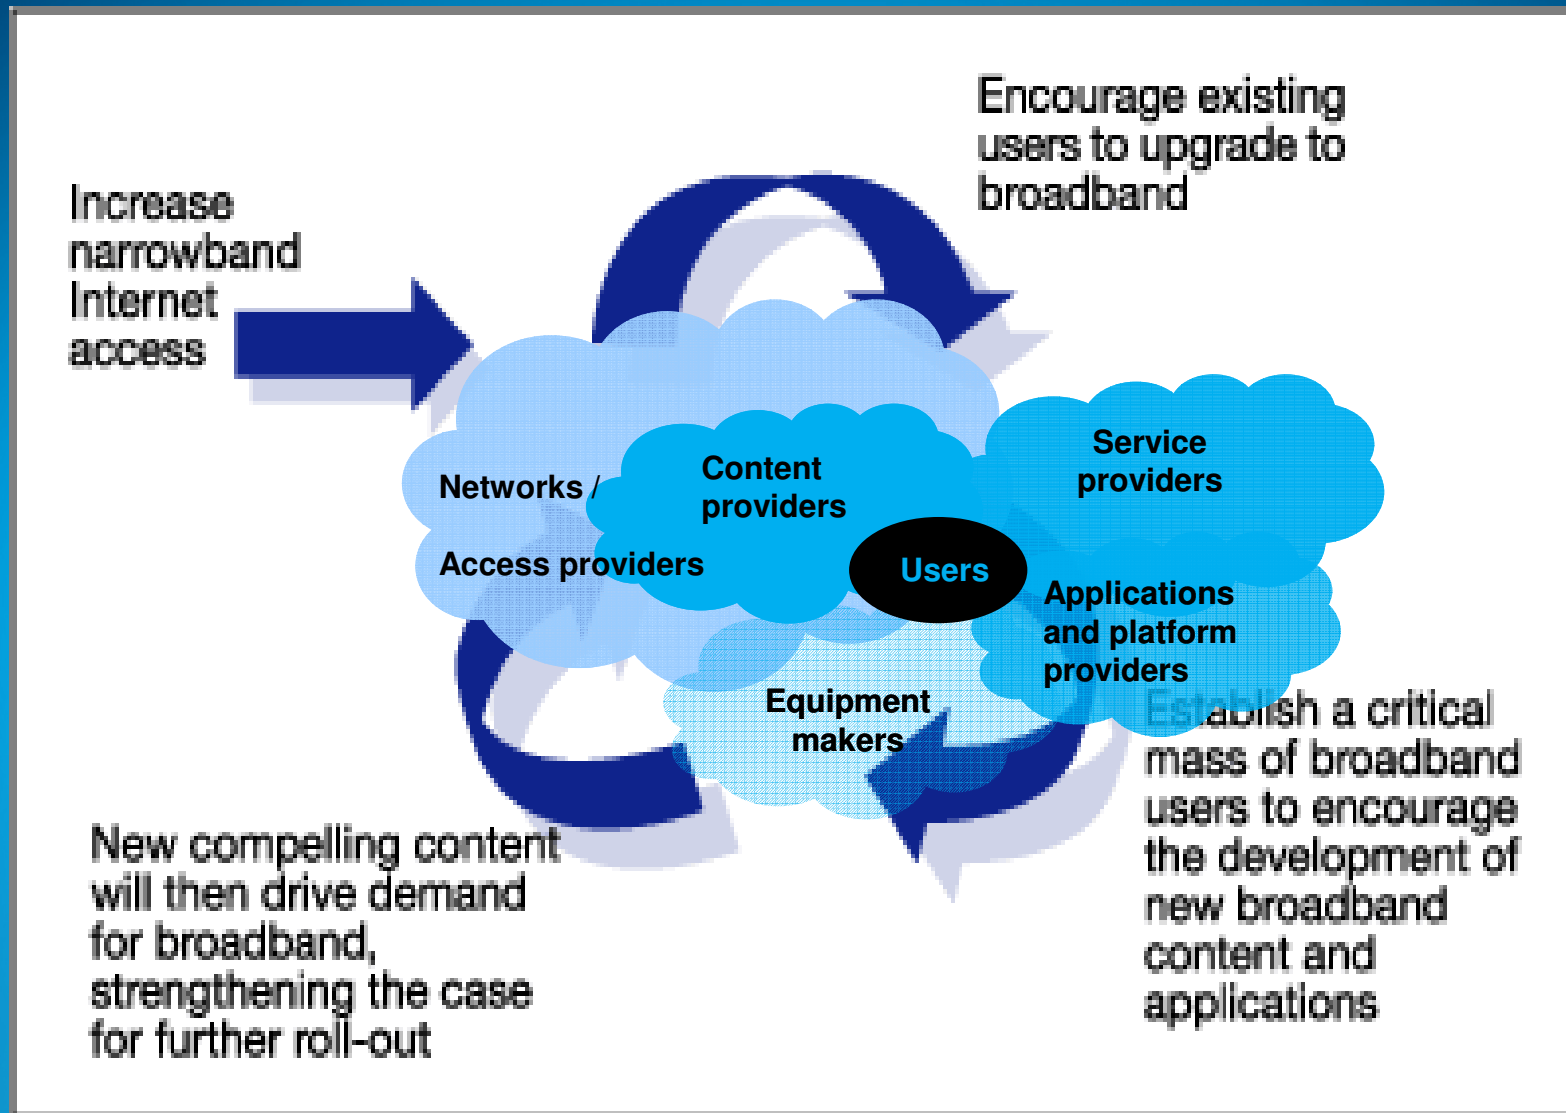 Encourage existing
users to upgrade to
broadband
Increase
narrowband
Internet
access
Service
providers
Content
providers
Networks /
Access providers
Users
Applications
and platform
providers
Equipment
makers
Establish a critical
mass of broadband
users to encourage
the development of
new broadband
content and
applications
New compelling content
will then drive demand
for broadband,
strengthening the case
for further roll-out